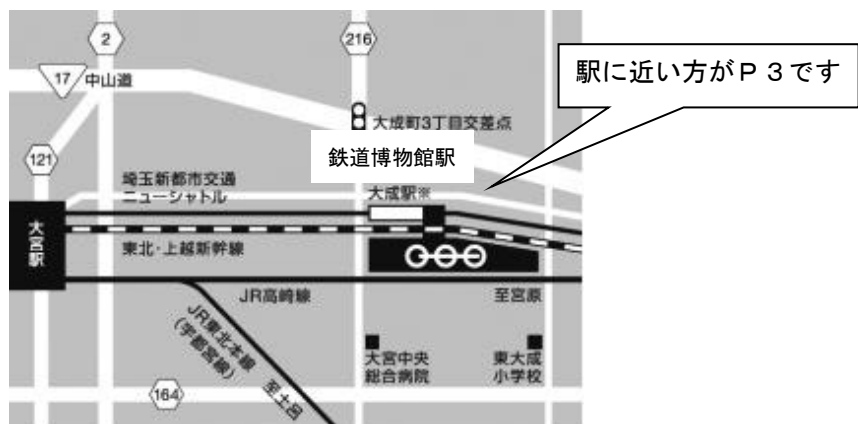 2
216
17
中山道
駅に近い方がP３です
大成町3丁目交差点
鉄道博物館駅
121
埼玉新都市交通
ニューシャトル
大成駅※
大宮駅
東北・上越新幹線
JR高崎線
至宮原
JR東北本線
(宇都宮線)
至土呂
大宮中央
総合病院
東大成
小学校
164